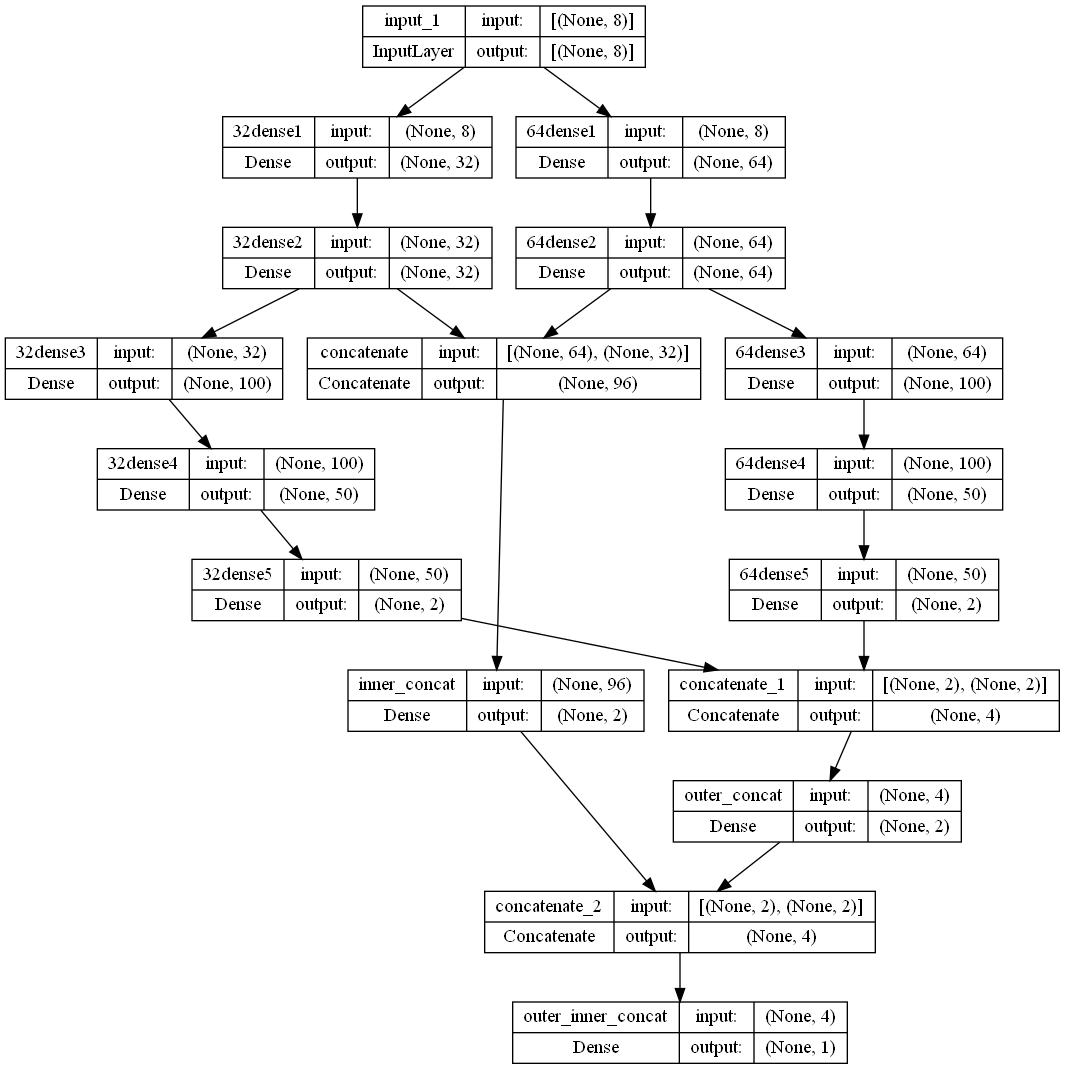 input_1 input: [(None, 8)]
InputLayer output: [(None, 8)]
32dense1 input: (None, 8)
Dense output: (None, 32)
64dense1 input: (None, 8)
Dense output: (None, 64)
32dense2 input: (None, 32)
Dense output: (None, 32)
64dense2 input: (None, 64)
Dense output: (None, 64)
32dense3 input: (None, 32)
Dense output: (None, 100)
concatenate input: [(None, 64), (None, 32)]
Concatenate output: (None, 96)
64dense3 input: (None, 64)
Dense output: (None, 100)
32dense4 input: (None, 100)
Dense output: (None, 50)
64dense4 input: (None, 100)
Dense output: (None, 50)
32dense5 input: (None, 50)
Dense output: (None, 2)
64dense5 input: (None, 50)
Dense output: (None, 2)
inner_concat input: (None, 96)
Dense output: (None, 2)
concatenate_1 input: [(None, 2), (None, 2)]
Concatenate output: (None, 4)
outer_concat input: (None, 4)
Dense output: (None, 2)
concatenate_2 input: [(None, 2), (None, 2)]
Concatenate output: (None, 4)
outer_inner_concat input: (None, 4)
Dense output: (None, 1)